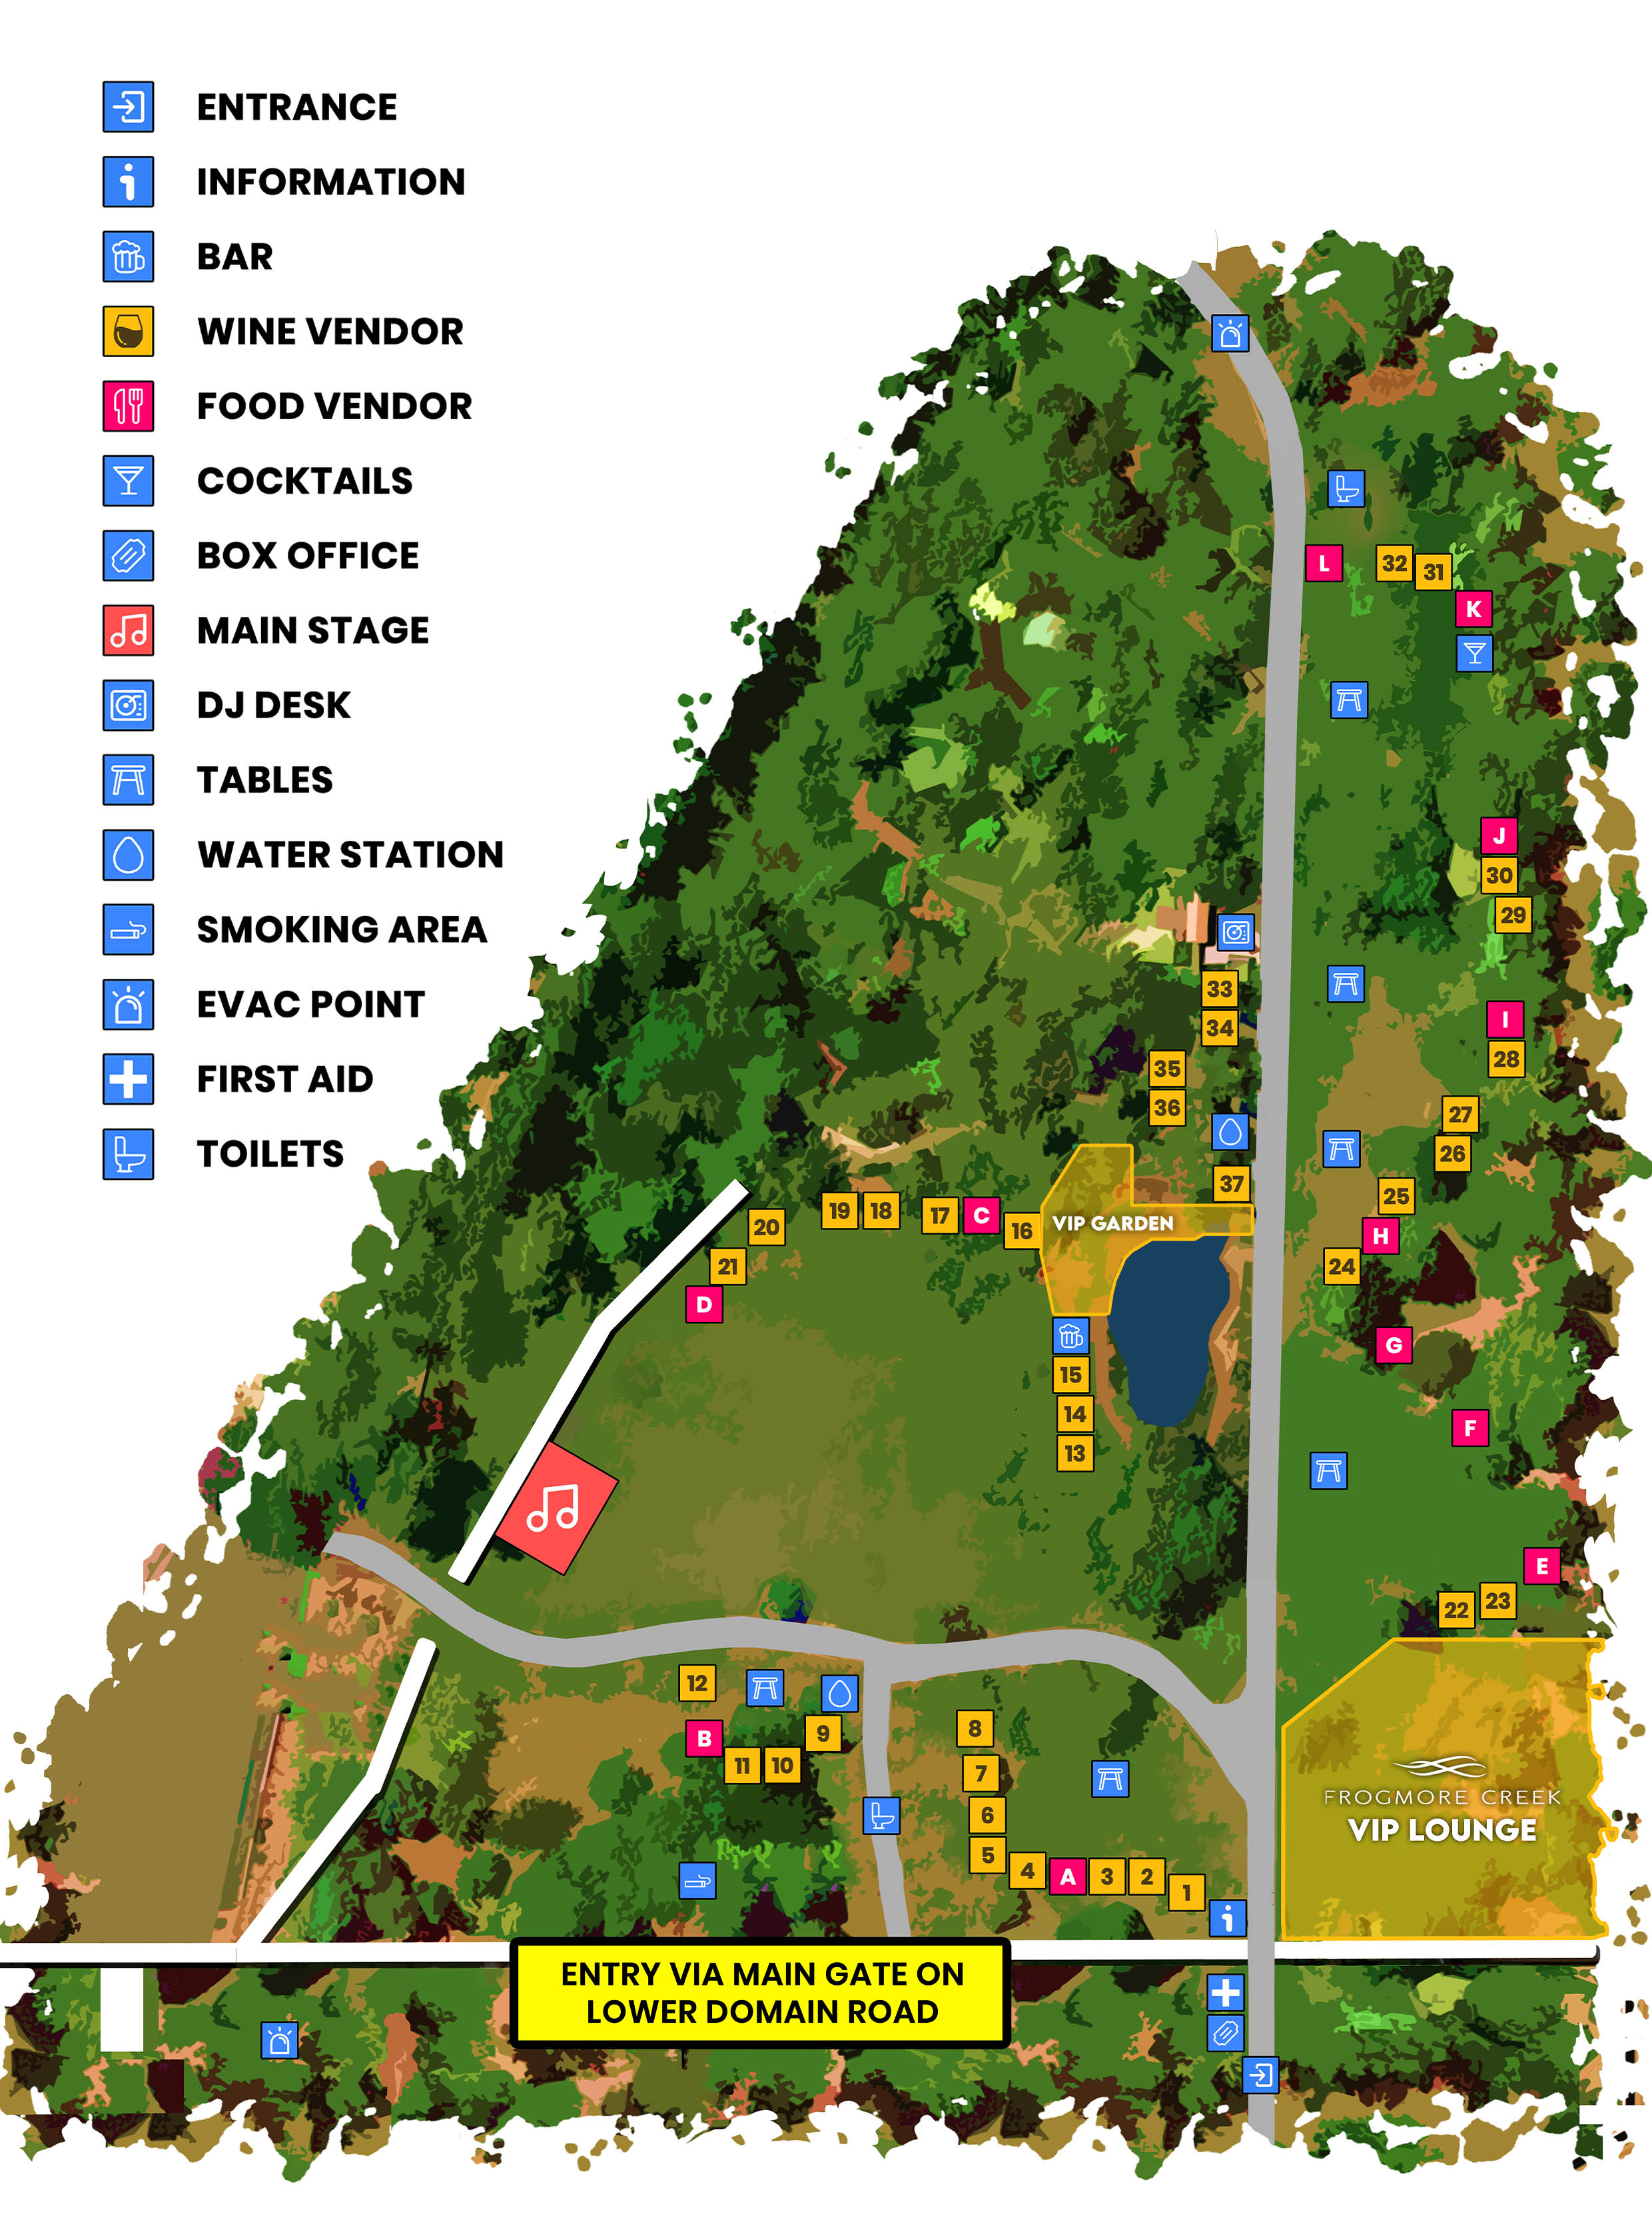 ENTRANCE
INFORMATION
BAR
WINE VENDOR
FOOD VENDOR
COCKTAILS
BOX OFFICE
MAIN STAGE
DJ DESK
TABLES
WATER STATION
SMOKING AREA
EVAC POINT
FIRST AID
TOILETS
L
32
31
K
J
30
29
33
34
I
28
35
36
27
26
37
25
19
18
17
C
16
VIP GARDEN
20
H
21
24
D
G
15
14
F
13
E
23
22
12
8
9
B
11
10
7
6
FROGMORE CREEK
VIP LOUNGE
5
4
A
3
2
1
ENTRY VIA MAIN GATE ON
LOWER DOMAIN ROAD